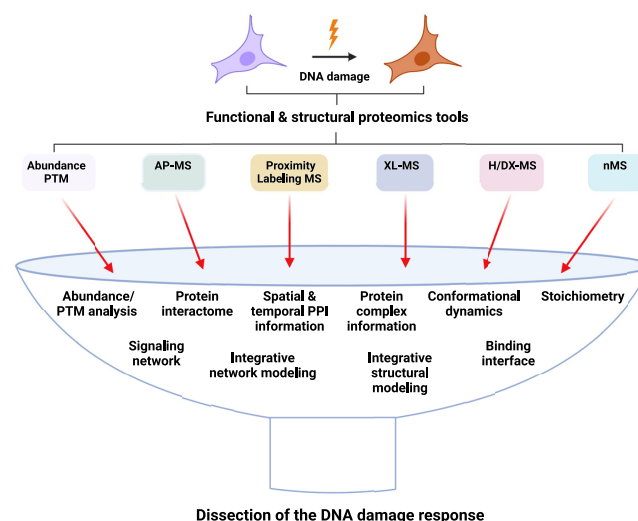 DNA damage
Functional & structural proteomics tools
Abundance
PTM
AP-MS
Proximity
Labeling MS
XL-MS
H/DX-MS
nMS
Abundance/
PTM analysis
Protein
interactome
Spatial &
temporal PPI
information
Protein
complex
information
Conformational
dynamics
Stoichiometry
Signaling
network
Integrative
network modeling
Integrative
structural
modeling
Binding
interface
Dissection of the DNA damage response